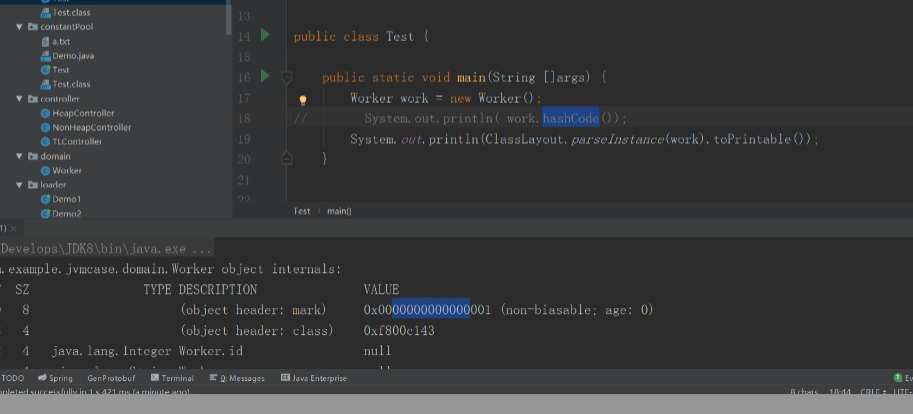 Test.class
constantPool
a.txt
Demo.java
Test
Test.class
controller
HeapController
NonHeapController
TLController
domain
Worker
loader
Demo1
Demo2
13
14 public class Test {
15
16 public static void main(String []args) {
17 Worker work = new Worker();
18 // System.out.println( work.hashCode());
19 System.out.println(ClassLayout.parseInstance(work).toPrintable());
20 }
21
22
Test > main()
1) ×
Develops\JDK8\bin\java.exe ...
.example.jvmcase.domain.Worker object internals:
SZ TYPE DESCRIPTION VALUE
8 (object header: mark) 0x0000000000000001 (non-biasable; age: 0)
4 (object header: class) 0xf800c143
4 java.lang.Integer Worker.id null
TODO Spring GenProtobuf Terminal 0: Messages Java Enterprise 1 Ev
pleted successfully in 1 s 421 ms (a minute ago) 8 chars 18:44 CRLF UTF-